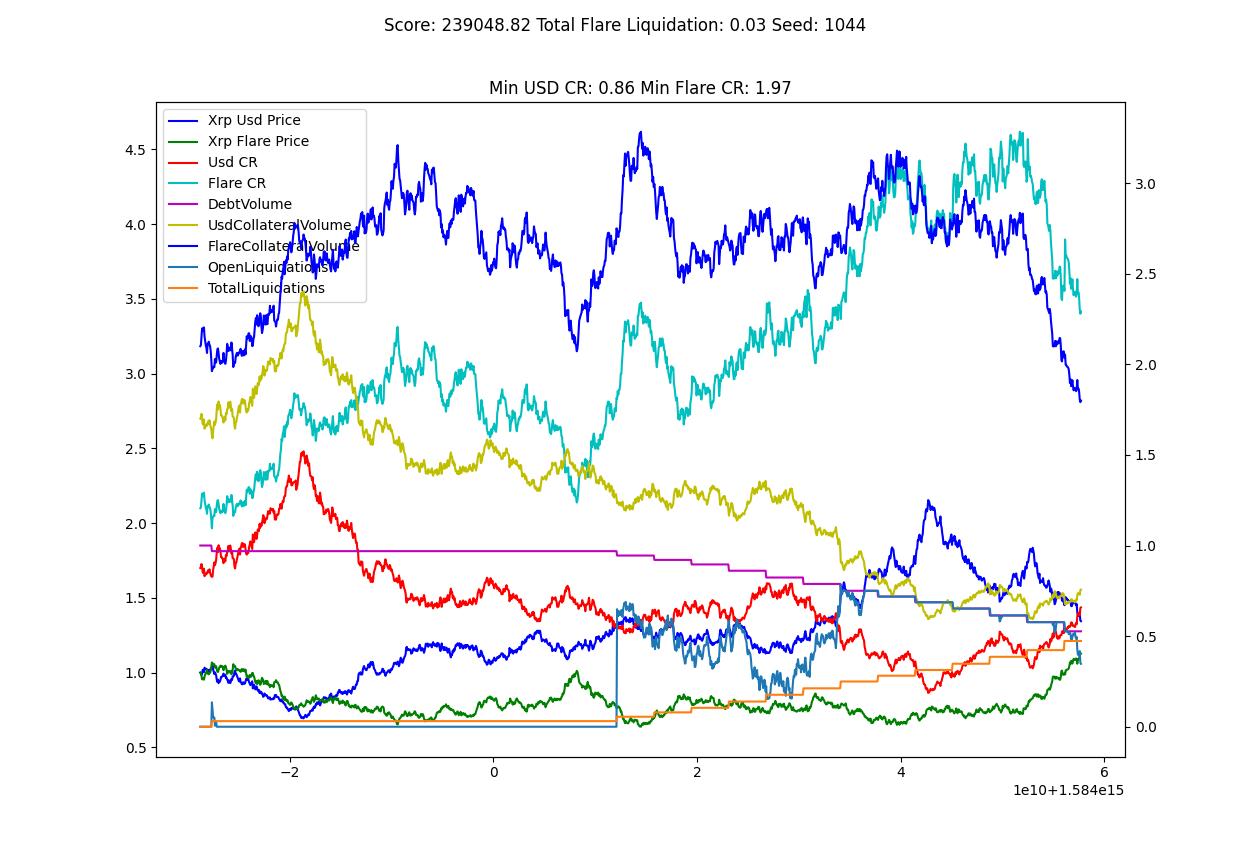 Score: 239048.82 Total Flare Liquidation: 0.03 Seed: 1044
Min USD CR: 0.86 Min Flare CR: 1.97
Xrp Usd Price
Xrp Flare Price
Usd CR
Flare CR
DebtVolume
UsdCollateralVolume
FlareCollateralVolume
OpenLiquidations
TotalLiquidations
4.5
4.0
3.5
3.0
2.5
2.0
1.5
1.0
0.5
3.0
2.5
2.0
1.5
1.0
0.5
0.0
−2
0
2
4
6
1e10+1.584e15